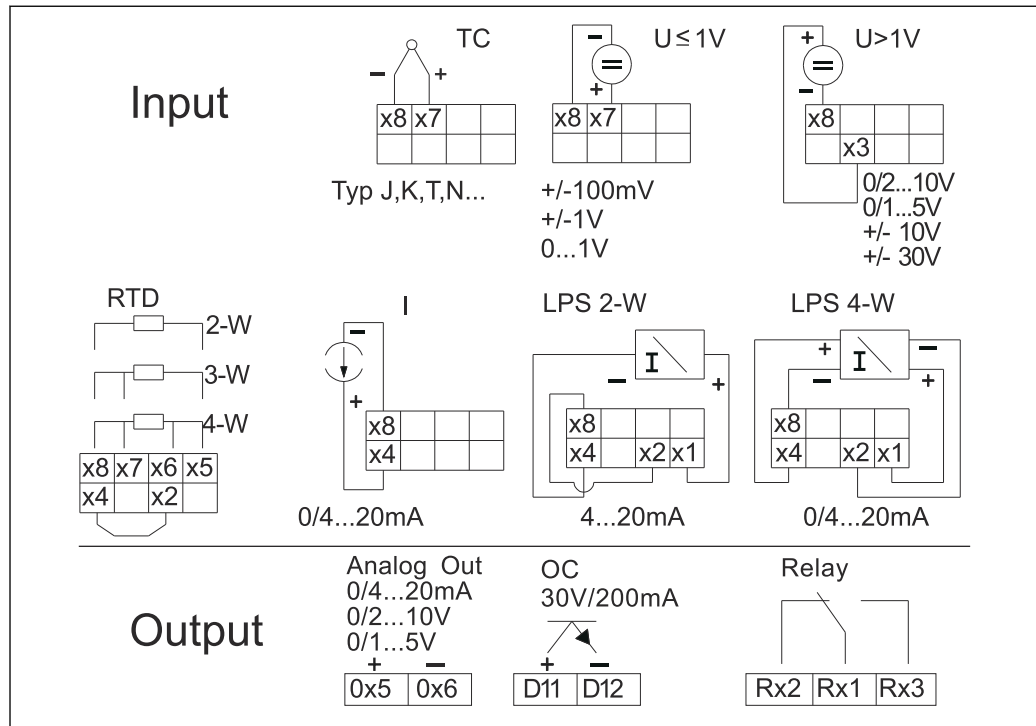 Input
TC
− +
x8 x7
Typ J,K,T,N...
U ≤ 1V
−
=
+
x8 x7
+/-100mV
+/-1V
0...1V
U>1V
+
=
−
x8
x3
0/2...10V
0/1...5V
+/- 10V
+/- 30V
RTD
2-W
3-W
4-W
x8 x7 x6 x5
x4 x2
I
−
+
x8
x4
0/4...20mA
LPS 2-W
I
− +
x8
x4 x2 x1
4...20mA
LPS 4-W
+ −
I
− +
x8
x4 x2 x1
0/4...20mA
Output
Analog Out
0/4...20mA
0/2...10V
0/1...5V
+ −
0x5 0x6
OC
30V/200mA
+ −
D11 D12
Relay
Rx2 Rx1 Rx3